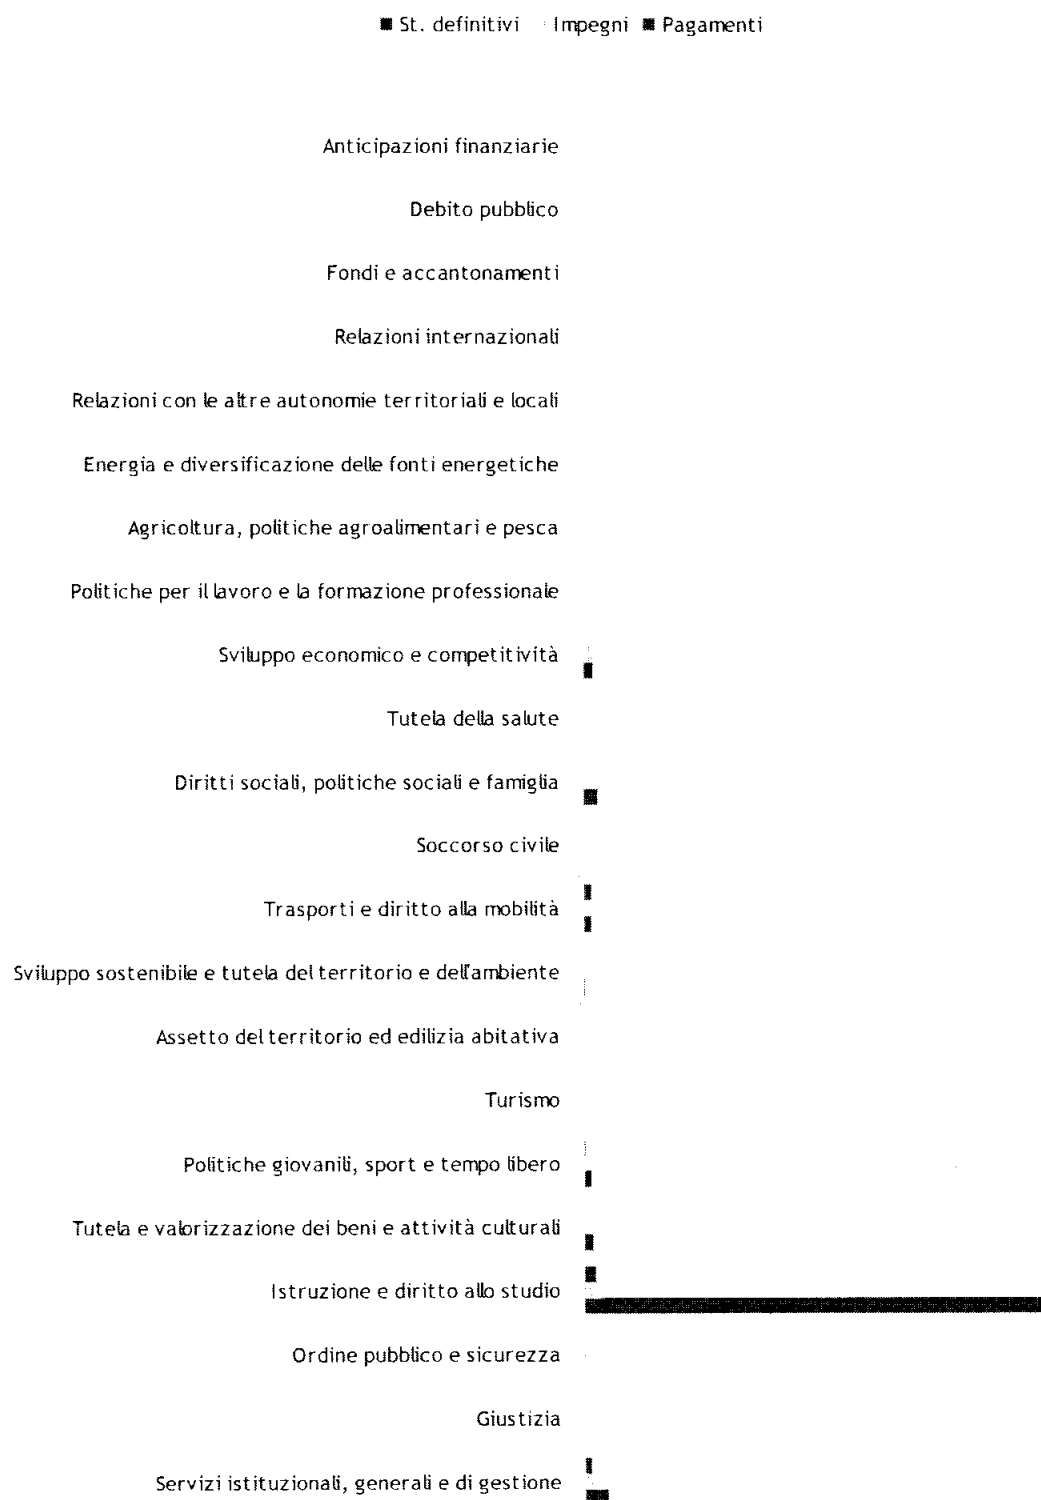 St. definitivi Impegni Pagamenti
Anticipazioni finanziarie
Debito pubblico
Fondi e accantonamenti
Relazioni internazionali
Relazioni con le altre autonomie territoriali e locali
Energia e diversificazione delle fonti energetiche
Agricoltura, politiche agroalimentari e pesca
Politiche per il lavoro e la formazione professionale
Sviluppo economico e competitività
Tutela della salute
Diritti sociali, politiche sociali e famiglia
Soccorso civile
Trasporti e diritto alla mobilità
Sviluppo sostenibile e tutela del territorio e dell'ambiente
Assetto del territorio ed edilizia abitativa
Turismo
Politiche giovanili, sport e tempo libero
Tutela e valorizzazione dei beni e attività culturali
Istruzione e diritto allo studio
Ordine pubblico e sicurezza
Giustizia
Servizi istituzionali, generali e di gestione